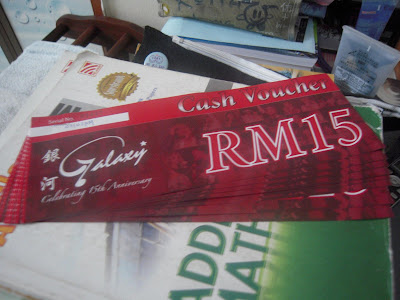 Cash Voucher
Serial No.
RM15
銀河
Galaxy
Celebrating 15th Anniversary
ADD
MATH